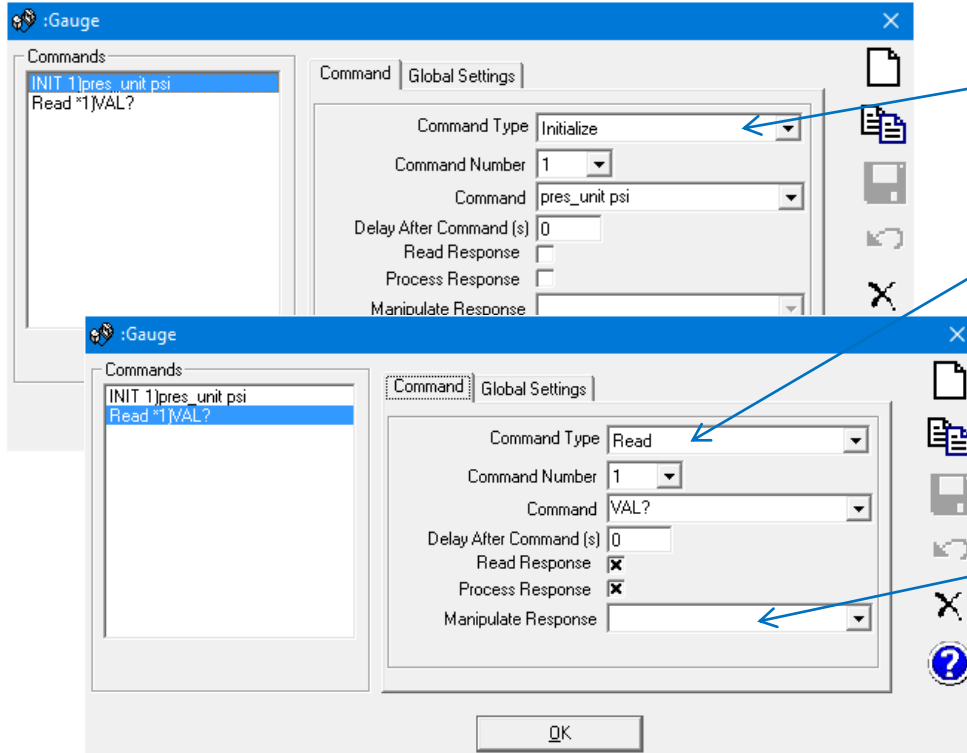 :Gauge
Commands
INIT 1)pres_unit psi
Read *1)VAL?
Command Global Settings
Command Type Initialize
Command Number 1
Command pres_unit psi
Delay After Command (s) 0
Read Response
Process Response
Manipulate Response
:Gauge
Commands
INIT 1)pres_unit psi
Read *1)VAL?
Command Global Settings
Command Type Read
Command Number 1
Command VAL?
Delay After Command (s) 0
Read Response
Process Response
Manipulate Response
OK